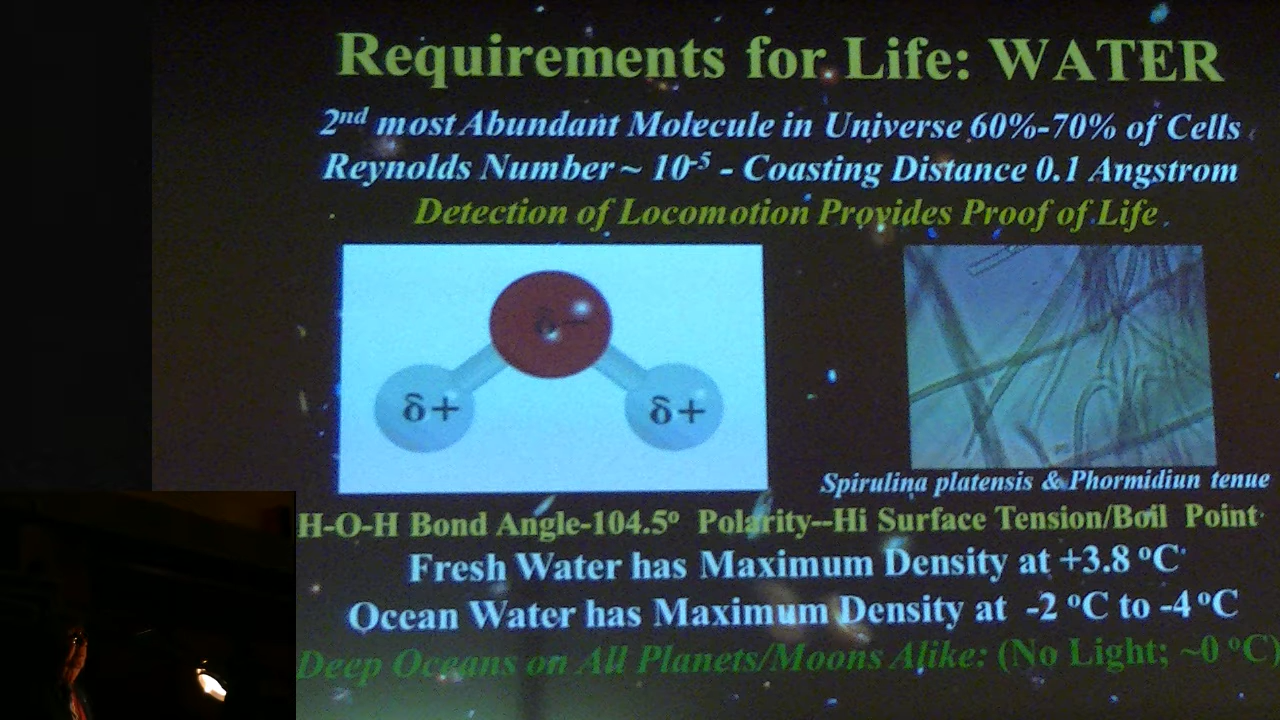 Requirements for Life: WATER
2nd most Abundant Molecule in Universe 60%-70% of Cells
Reynolds Number ~ 10-5 - Coasting Distance 0.1 Angstrom
Detection of Locomotion Provides Proof of Life
δ−
δ+
δ+
Spirulina platensis & Phormidiun tenue
H-O-H Bond Angle-104.5º Polarity--Hi Surface Tension/Boil Point
Fresh Water has Maximum Density at +3.8 ºC
Ocean Water has Maximum Density at -2 ºC to -4 ºC
Deep Oceans on All Planets/Moons Alike: (No Light; ~0 ºC)